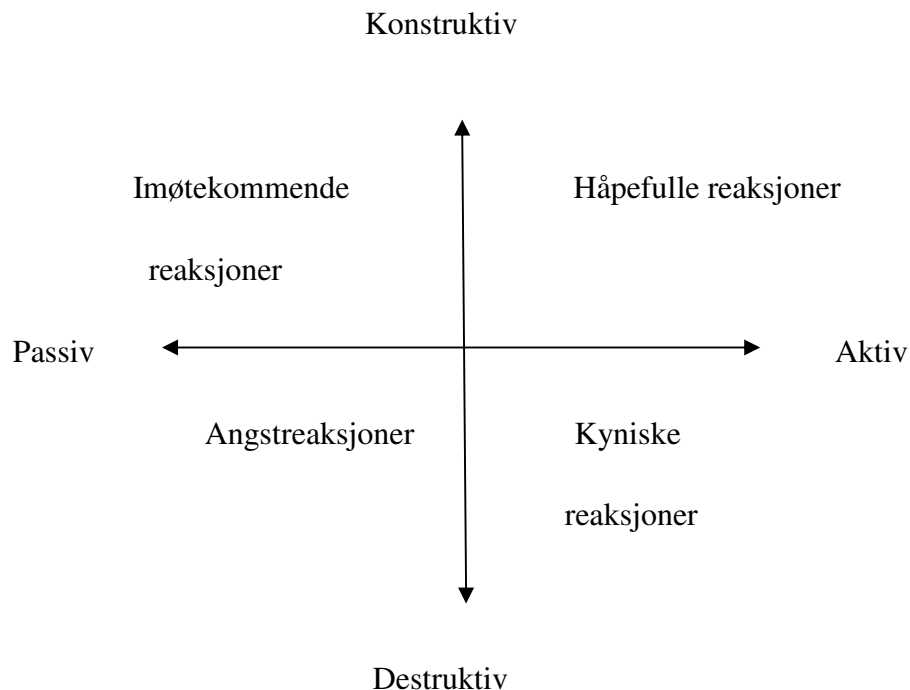 Konstruktiv
Imøtekommende
reaksjoner
Håpefulle reaksjoner
Passiv
Aktiv
Angstreaksjoner
Kyniske
reaksjoner
Destruktiv